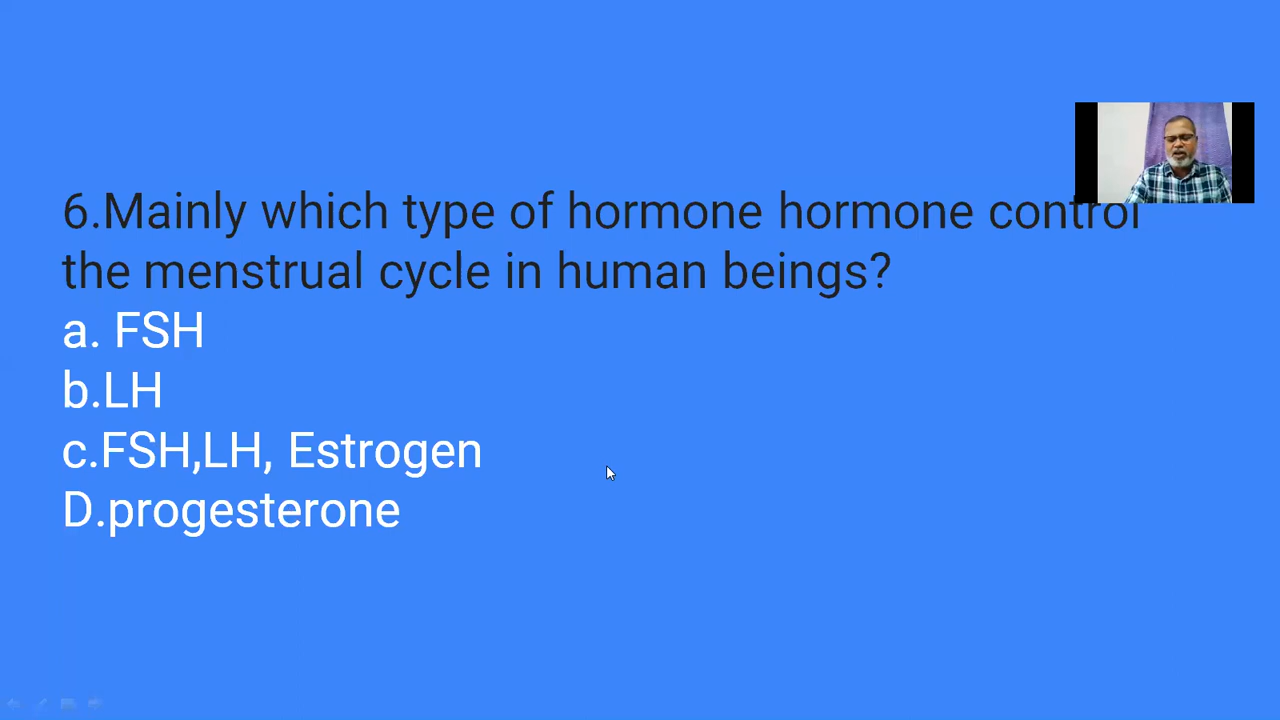 6.Mainly which type of hormone hormone control
the menstrual cycle in human beings?
a. FSH
b.LH
c.FSH,LH, Estrogen
D.progesterone